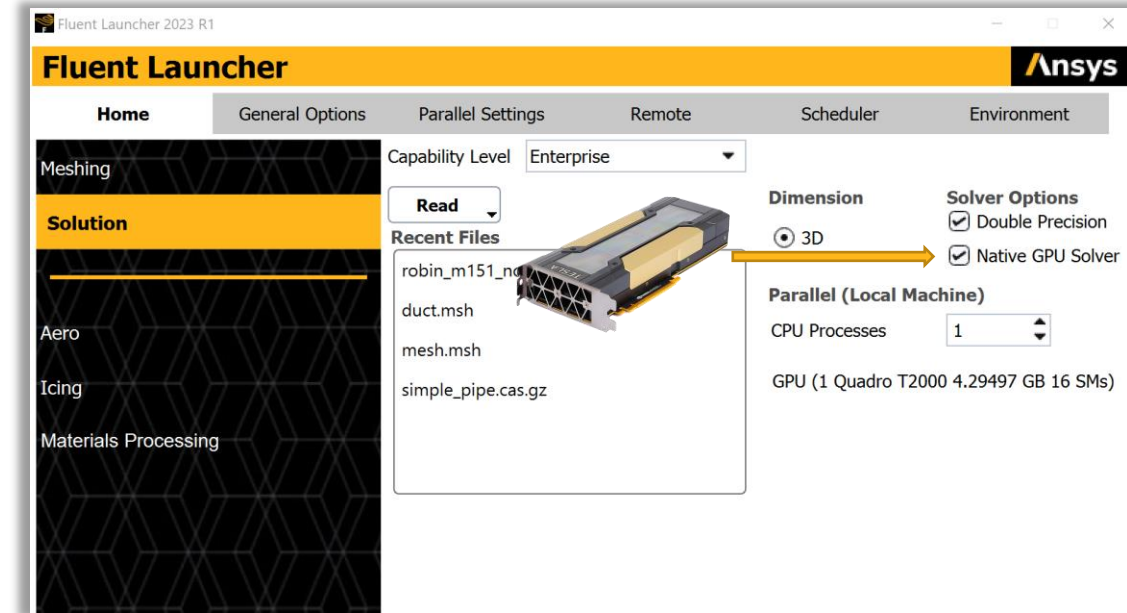 Fluent Launcher 2023 R1
Fluent Launcher
Ansys
Home General Options Parallel Settings Remote Scheduler Environment
Meshing
Solution
Aero
Icing
Materials Processing
Capability Level Enterprise
Read
Recent Files
robin_m151_
duct.msh
mesh.msh
simple_pipe.cas.gz
TESLA
Dimension
3D
Solver Options
Double Precision
Native GPU Solver
Parallel (Local Machine)
CPU Processes 1
GPU (1 Quadro T2000 4.29497 GB 16 SMs)